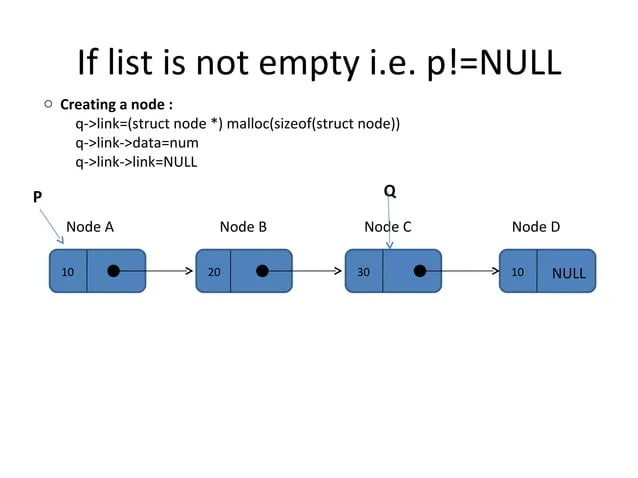 If list is not empty i.e. p!=NULL
○ Creating a node :
q->link=(struct node *) malloc(sizeof(struct node))
q->link->data=num
q->link->link=NULL
P
Q
Node A
Node B
Node C
Node D
10
20
30
10
NULL